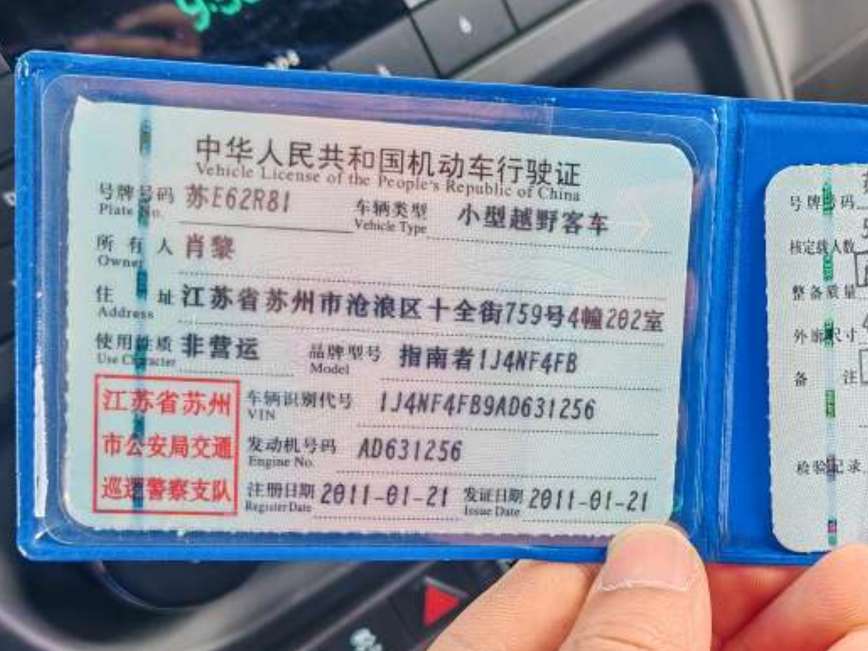 中华人民共和国机动车行驶证
Vehicle License of the People's Republic of China
号牌号码 苏E62R81 车辆类型 小型越野客车
Plate No. Vehicle Type
所有人 肖黎
Owner
住址 江苏省苏州市沧浪区十全街759号4幢202室
Address
使用性质 非营运 品牌型号 指南者1J4NF4FB
Use Character Model
江苏省苏州
市公安局交通
巡逻警察支队
车辆识别代号 1J4NF4FB9AD631256
VIN
发动机号码 AD631256
Engine No.
注册日期 2011-01-21 发证日期 2011-01-21
Register Date Issue Date
号牌号码
核定载人数
整备质量
外廓尺寸
备注
检验记录